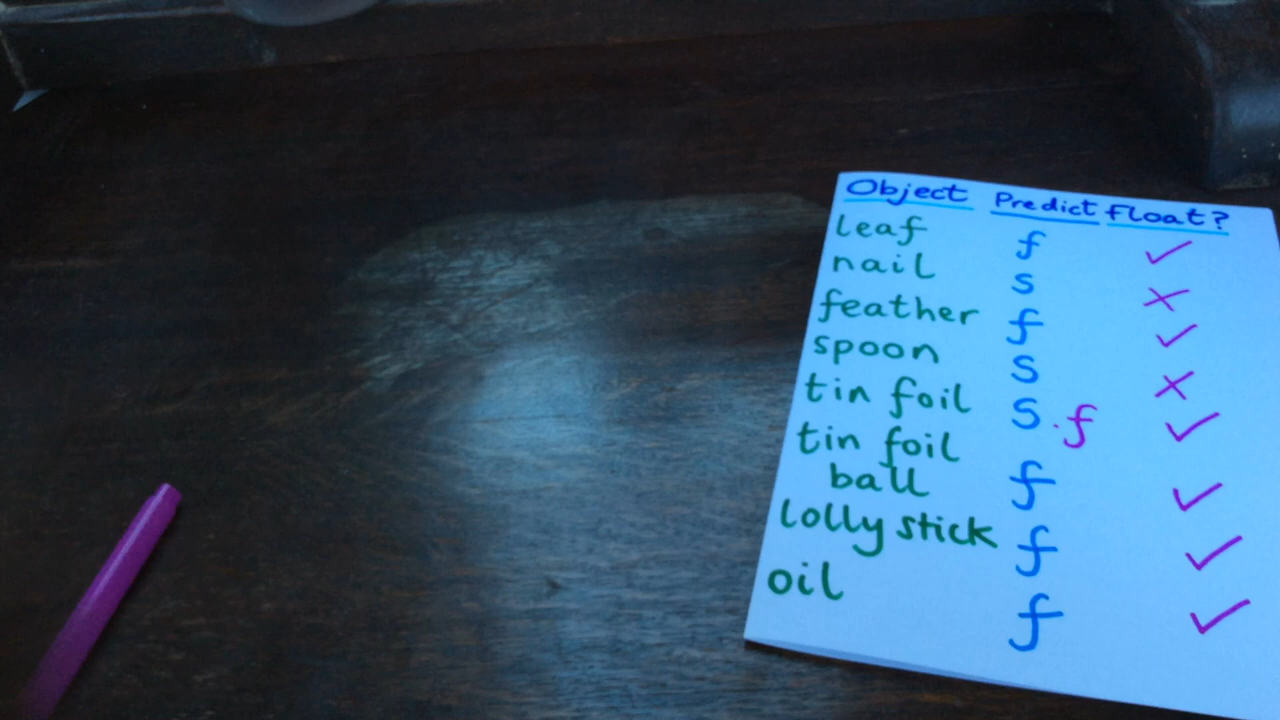 Object Predict float?
leaf f ✓
nail s ✗
feather f ✓
spoon s ✗
tin foil s .f ✓
tin foil
ball f ✓
lolly stick f ✓
oil f ✓